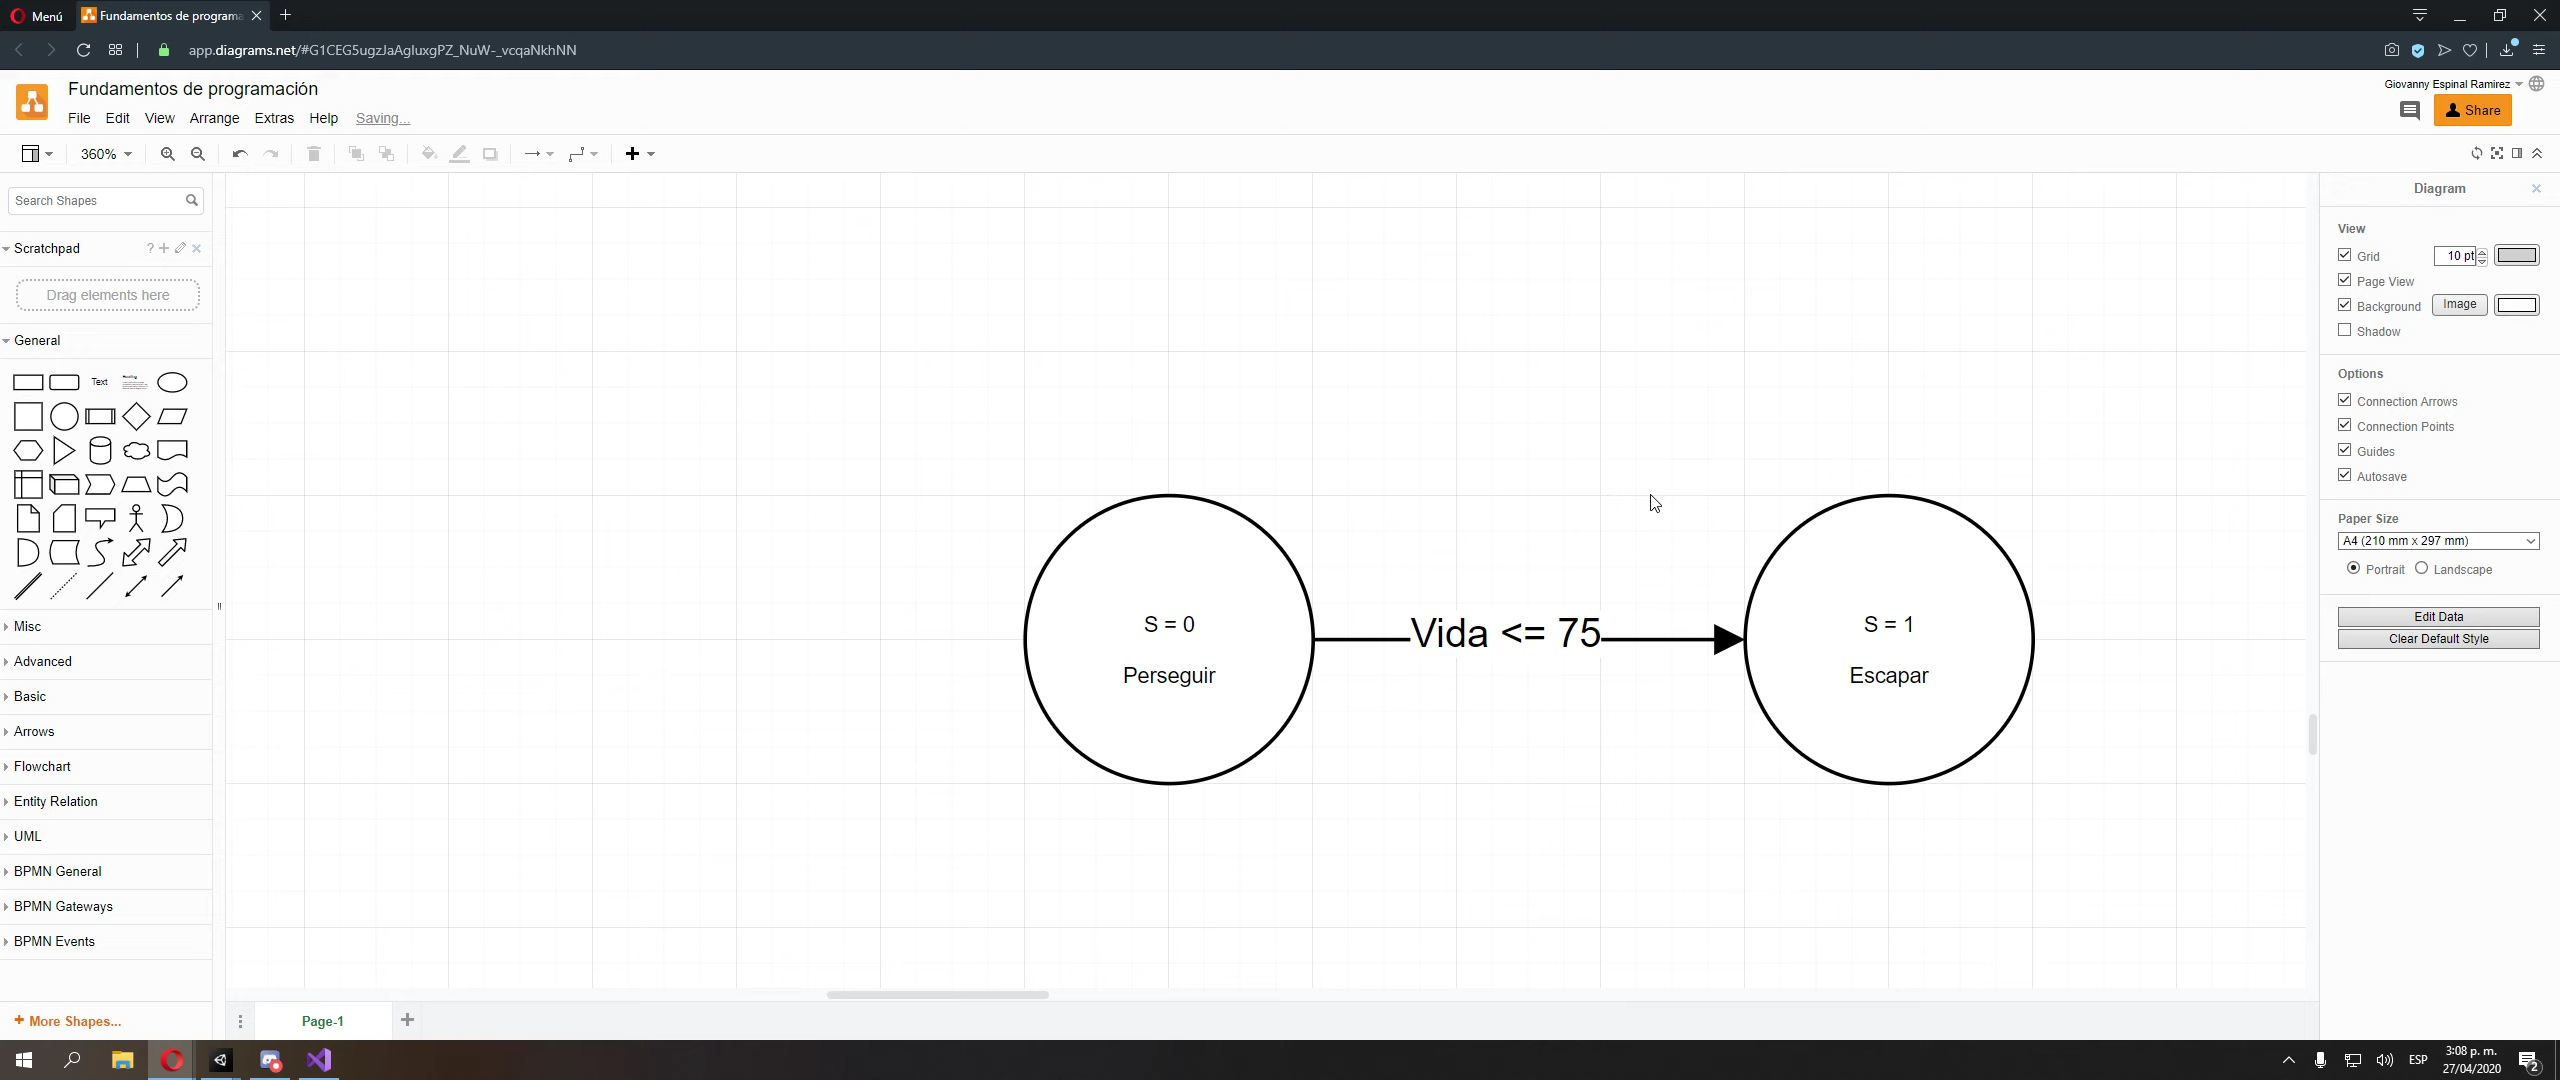 Menú
Fundamentos de programa
app.diagrams.net/#G1CEG5ugzJaAgluxgPZ_NuW-_vcqaNkhNN
Fundamentos de programación
Giovanny Espinal Ramirez
File Edit View Arrange Extras Help Saving...
Share
360%
Search Shapes
Scratchpad
?
Drag elements here
General
Text
Heading
Misc
Advanced
Basic
Arrows
Flowchart
Entity Relation
UML
BPMN General
BPMN Gateways
BPMN Events
+ More Shapes...
S = 0
Perseguir
Vida <= 75
S = 1
Escapar
Page-1
Diagram
View
Grid 10 pt
Page View
Background Image
Shadow
Options
Connection Arrows
Connection Points
Guides
Autosave
Paper Size
A4 (210 mm x 297 mm)
Portrait Landscape
Edit Data
Clear Default Style
ESP
3:08 p. m.
27/04/2020
2